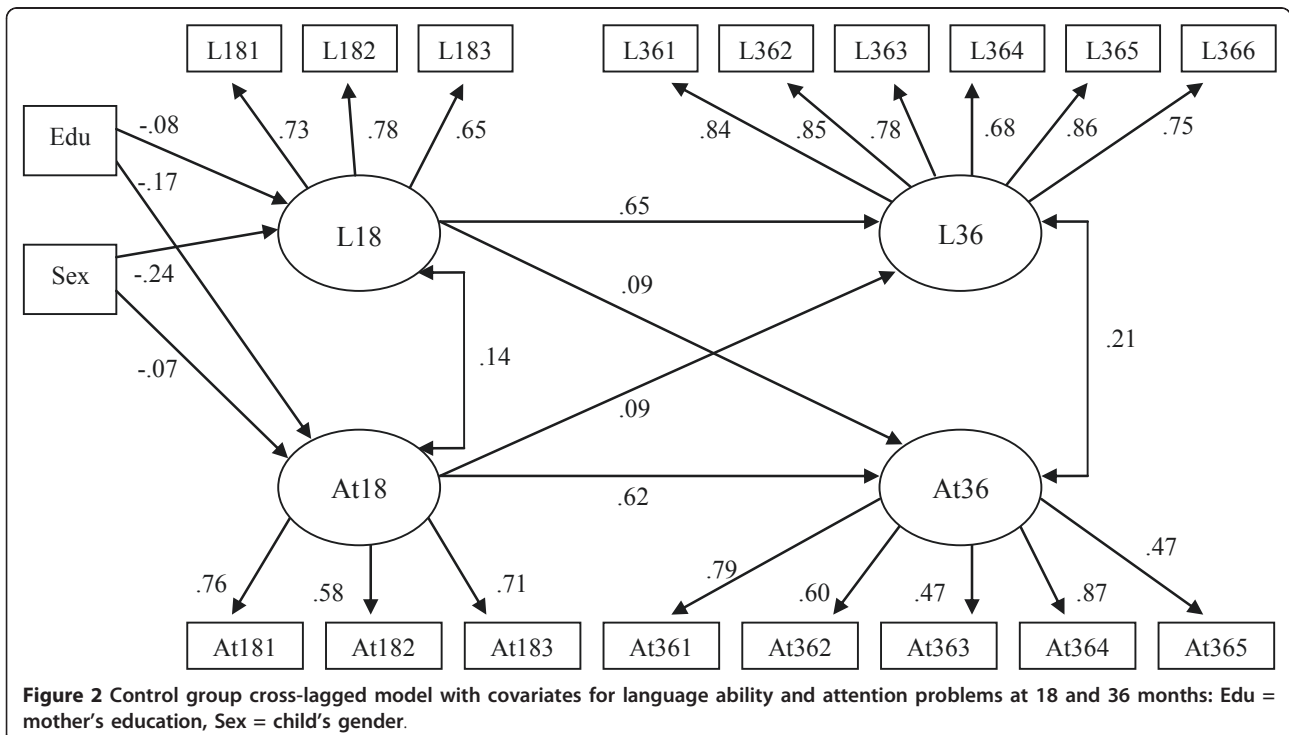 L181 L182 L183 L361 L362 L363 L364 L365 L366
.73 .78 .65 .84 .85 .78 .68 .86 .75
Edu -.08
-.17
L18 .65 L36
Sex -.24
.09
-.07 .14 .21
.09
At18 .62 At36
.76 .58 .71 .79 .60 .47 .87 .47
At181 At182 At183 At361 At362 At363 At364 At365
Figure 2 Control group cross-lagged model with covariates for language ability and attention problems at 18 and 36 months: Edu =
mother's education, Sex = child's gender.